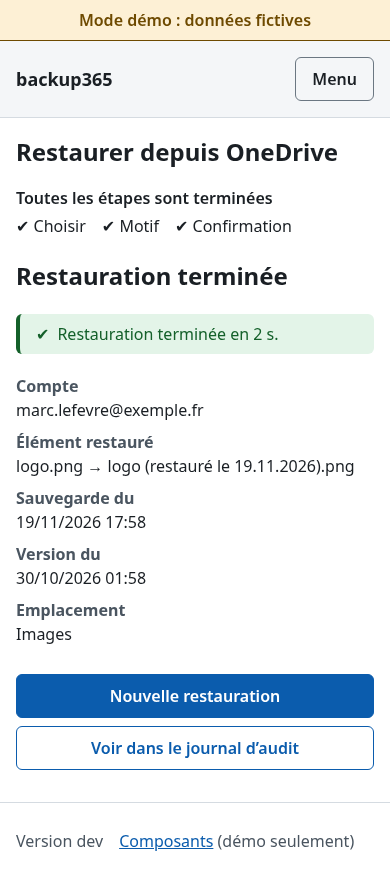 Mode démo : données fictives
backup365
Menu
Restaurer depuis OneDrive
Toutes les étapes sont terminées
✔ Choisir ✔ Motif ✔ Confirmation
Restauration terminée
✔ Restauration terminée en 2 s.
Compte
marc.lefevre@exemple.fr
Élément restauré
logo.png → logo (restauré le 19.11.2026).png
Sauvegarde du
19/11/2026 17:58
Version du
30/10/2026 01:58
Emplacement
Images
Nouvelle restauration
Voir dans le journal d’audit
Version dev Composants (démo seulement)